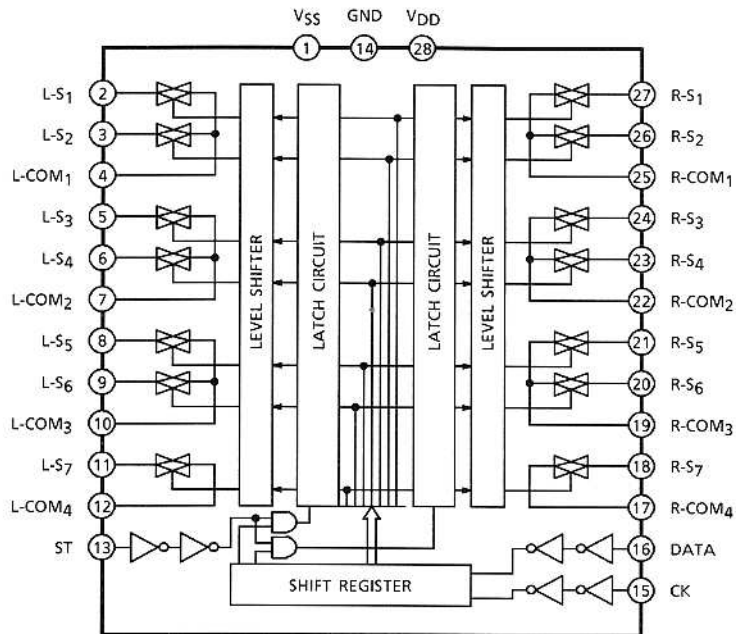 VSS GND VDD
1 14 28
L-S1 2 27 R-S1
L-S2 3 26 R-S2
L-COM1 4 25 R-COM1
L-S3 5 24 R-S3
L-S4 6 23 R-S4
L-COM2 7 22 R-COM2
L-S5 8 21 R-S5
L-S6 9 20 R-S6
L-COM3 10 19 R-COM3
L-S7 11 18 R-S7
L-COM4 12 17 R-COM4
ST 13 16 DATA
15 CK
LEVEL SHIFTER
LATCH CIRCUIT
LATCH CIRCUIT
LEVEL SHIFTER
SHIFT REGISTER